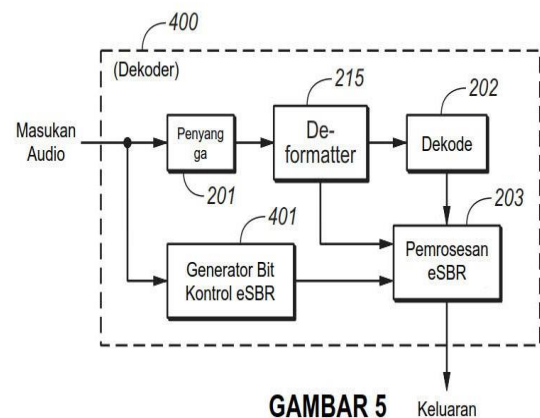 400
(Dekoder)
215
202
Masukan
Audio
Penyang
ga
De-
formatter
Dekode
201
203
401
Generator Bit
Kontrol eSBR
Pemrosesan
eSBR
GAMBAR 5
Keluaran